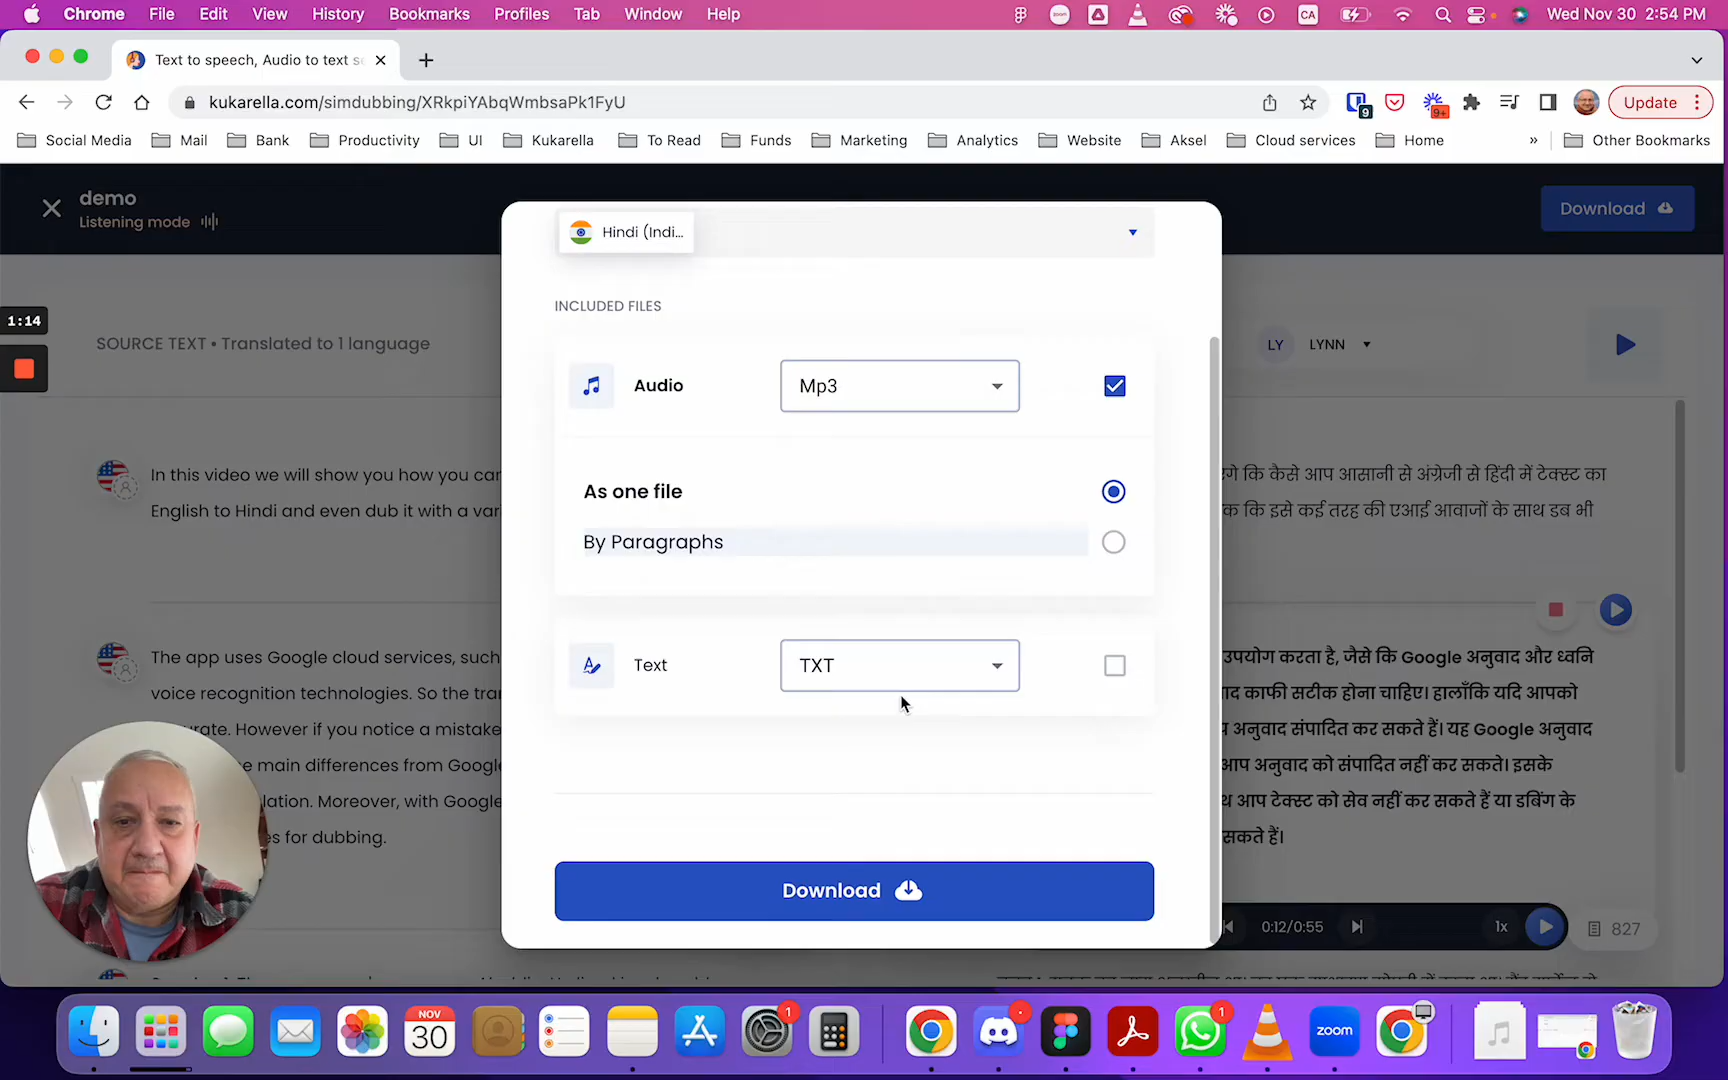 Chrome File Edit View History Bookmarks Profiles Tab Window Help
CA
Wed Nov 30 2:54 PM
Text to speech, Audio to text
kukarella.com/simdubbing/XRkpiYAbqWmbsaPk1FyU
9
9+
Update
Social Media Mail Bank Productivity UI Kukarella To Read Funds Marketing Analytics Website Aksel Cloud services Home » Other Bookmarks
demo
Listening mode
Download
Hindi (Indi...
INCLUDED FILES
1:14
SOURCE TEXT • Translated to 1 language
LY LYNN
Audio
Mp3
In this video we will show you how you can
English to Hindi and even dub it with a var
कि कैसे आप आसानी से अंग्रेजी से हिंदी में टेक्स्ट का
कि इसे कई तरह की एआई आवाजों के साथ डब भी
As one file
By Paragraphs
The app uses Google cloud services, such
voice recognition technologies. So the tra
However if you notice a mistake
main differences from Goog
Moreover, with Goog
for dubbing.
Text
TXT
उपयोग करता है, जैसे कि Google अनुवाद और ध्वनि
काफी सटीक होना चाहिए। हालाँकि यदि आपको
अनुवाद संपादित कर सकते हैं। यह Google अनुवाद
आप अनुवाद को संपादित नहीं कर सकते। इसके
आप टेक्स्ट को सेव नहीं कर सकते हैं या डबिंग के
सकते हैं।
Download
0:12/0:55
1x
827
NOV
30
1
1
zoom